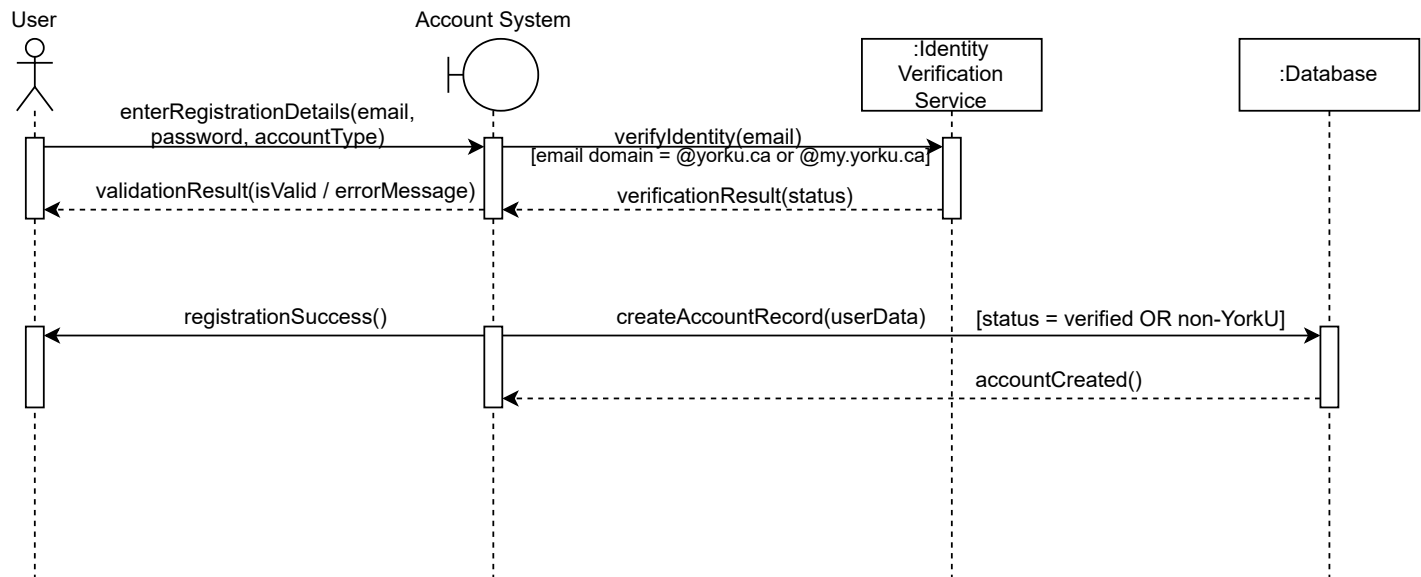 User
Account System
:Identity
Verification
Service
:Database
enterRegistrationDetails(email,
password, accountType)
verifyIdentity(email)
[email domain = @yorku.ca or @my.yorku.ca]
validationResult(isValid / errorMessage)
verificationResult(status)
registrationSuccess()
createAccountRecord(userData)
[status = verified OR non-YorkU]
accountCreated()